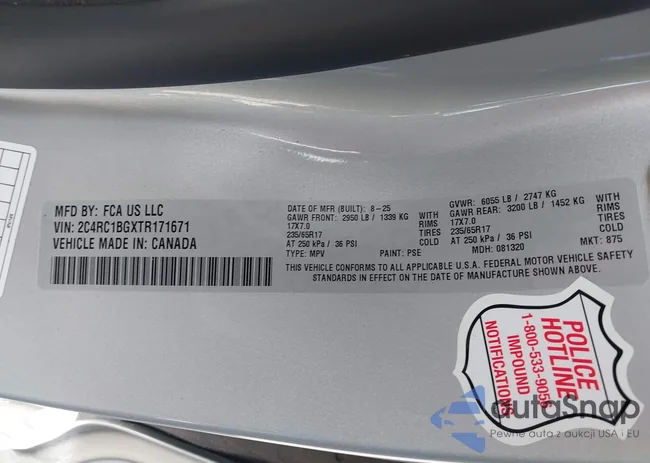 MFD BY: FCA US LLC
VIN: 2C4RC1BGXTR171671
VEHICLE MADE IN: CANADA
DATE OF MFR (BUILT): 8-25
GAWR FRONT: 2950 LB / 1339 KG WITH
17X7.0 RIMS
235/65R17 TIRES
AT 250 kPa / 36 PSI COLD
TYPE: MPV PAINT: PSE
GVWR: 6055 LB / 2747 KG
GAWR REAR: 3200 LB / 1452 KG WITH
17X7.0 RIMS
235/65R17 TIRES
AT 250 kPa / 36 PSI COLD
MDH: 081320 MKT: 875
THIS VEHICLE CONFORMS TO ALL APPLICABLE U.S.A. FEDERAL MOTOR VEHICLE SAFETY
STANDARDS IN EFFECT ON THE DATE OF MANUFACTURE SHOWN ABOVE.
POLICE
HOTLINE
1-800-533-9056
IMPOUND
NOTIFICATIONS
autaSnap
Pewne auta z aukcji USA i EU